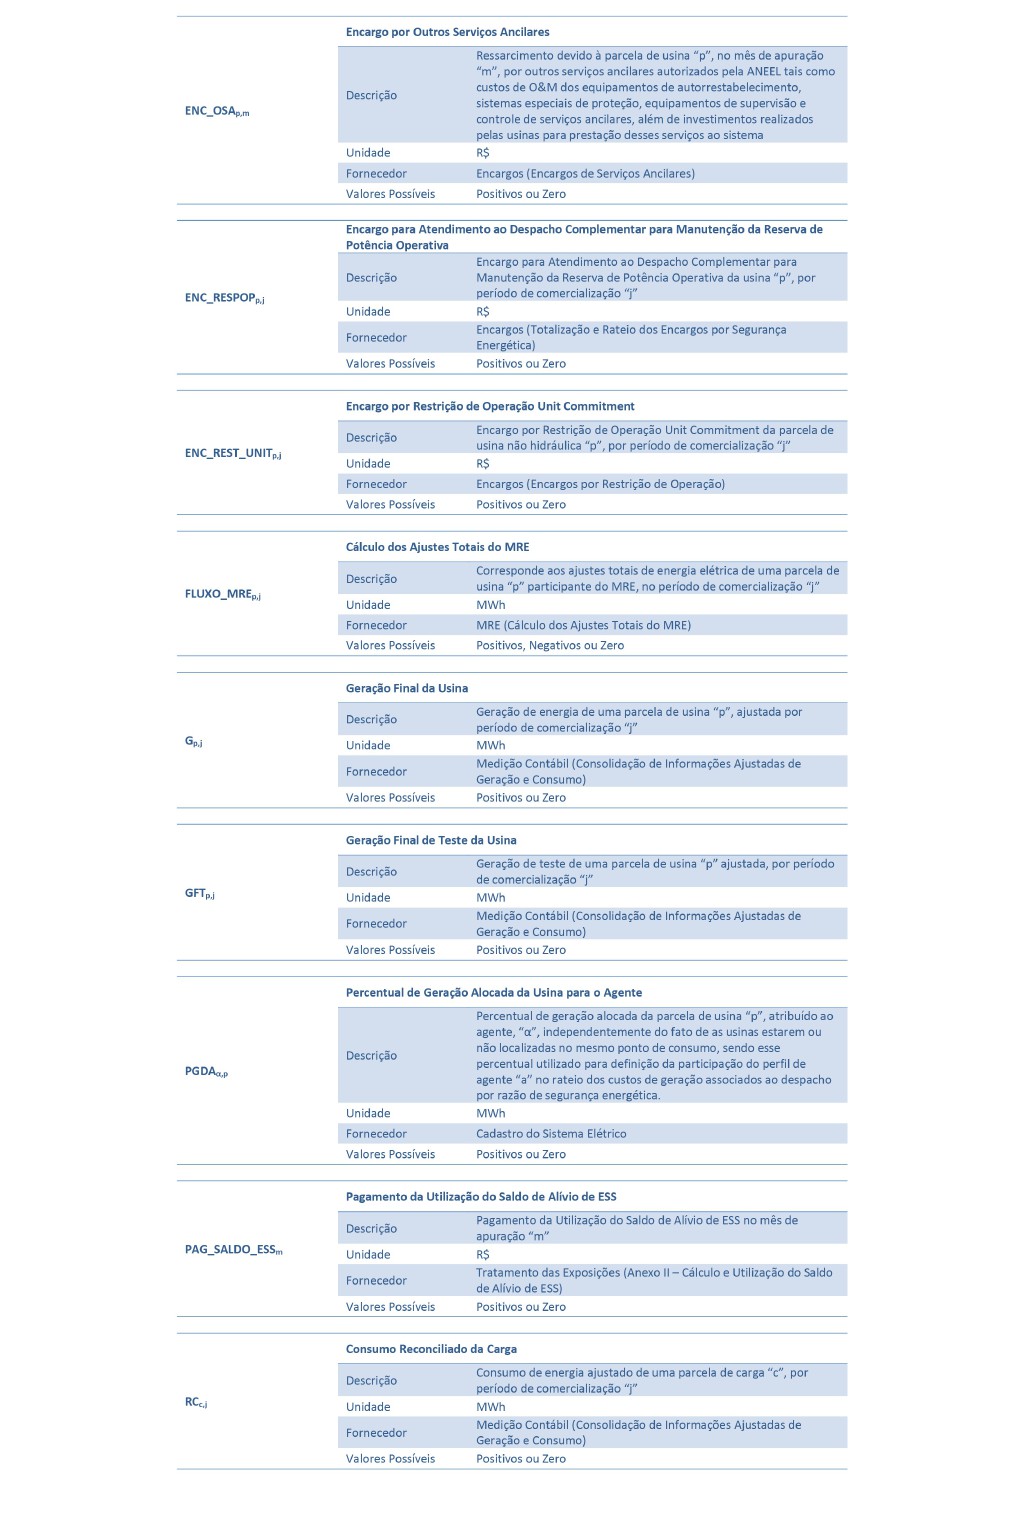 Encargo por Outros Serviços Ancilares
ENC_OSAp,m
Descrição
Ressarcimento devido à parcela de usina “p”, no mês de apuração
“m”, por outros serviços ancilares autorizados pela ANEEL tais como
custos de O&M dos equipamentos de autorrestabelecimento,
sistemas especiais de proteção, equipamentos de supervisão e
controle de serviços ancilares, além de investimentos realizados
pelas usinas para prestação desses serviços ao sistema
Unidade R$
Fornecedor Encargos (Encargos de Serviços Ancilares)
Valores Possíveis Positivos ou Zero
Encargo para Atendimento ao Despacho Complementar para Manutenção da Reserva de
Potência Operativa
ENC_RESPOPp,j
Descrição
Encargo para Atendimento ao Despacho Complementar para
Manutenção da Reserva de Potência Operativa da usina “p”, por
período de comercialização “j”
Unidade R$
Fornecedor
Encargos (Totalização e Rateio dos Encargos por Segurança
Energética)
Valores Possíveis Positivos ou Zero
Encargo por Restrição de Operação Unit Commitment
ENC_REST_UNITp,j
Descrição
Encargo por Restrição de Operação Unit Commitment da parcela de
usina não hidráulica “p”, por período de comercialização “j”
Unidade R$
Fornecedor Encargos (Encargos por Restrição de Operação)
Valores Possíveis Positivos ou Zero
Cálculo dos Ajustes Totais do MRE
FLUXO_MREp,j
Descrição
Corresponde aos ajustes totais de energia elétrica de uma parcela de
usina “p” participante do MRE, no período de comercialização “j”
Unidade MWh
Fornecedor MRE (Cálculo dos Ajustes Totais do MRE)
Valores Possíveis Positivos, Negativos ou Zero
Geração Final da Usina
Gp,j
Descrição
Geração de energia de uma parcela de usina “p”, ajustada por
período de comercialização “j”
Unidade MWh
Fornecedor
Medição Contábil (Consolidação de Informações Ajustadas de
Geração e Consumo)
Valores Possíveis Positivos ou Zero
Geração Final de Teste da Usina
GFTp,j
Descrição
Geração de teste de uma parcela de usina “p” ajustada, por período
de comercialização “j”
Unidade MWh
Fornecedor
Medição Contábil (Consolidação de Informações Ajustadas de
Geração e Consumo)
Valores Possíveis Positivos ou Zero
Percentual de Geração Alocada da Usina para o Agente
PGDAα,p
Descrição
Percentual de geração alocada da parcela de usina “p”, atribuído ao
agente, “α”, independentemente do fato de as usinas estarem ou
não localizadas no mesmo ponto de consumo, sendo esse
percentual utilizado para definição da participação do perfil de
agente “a” no rateio dos custos de geração associados ao despacho
por razão de segurança energética.
Unidade MWh
Fornecedor Cadastro do Sistema Elétrico
Valores Possíveis Positivos ou Zero
Pagamento da Utilização do Saldo de Alívio de ESS
PAG_SALDO_ESSm
Descrição
Pagamento da Utilização do Saldo de Alívio de ESS no mês de
apuração “m”
Unidade R$
Fornecedor
Tratamento das Exposições (Anexo II – Cálculo e Utilização do Saldo
de Alívio de ESS)
Valores Possíveis Positivos ou Zero
Consumo Reconciliado da Carga
RCc,j
Descrição
Consumo de energia ajustado de uma parcela de carga “c”, por
período de comercialização “j”
Unidade MWh
Fornecedor
Medição Contábil (Consolidação de Informações Ajustadas de
Geração e Consumo)
Valores Possíveis Positivos ou Zero